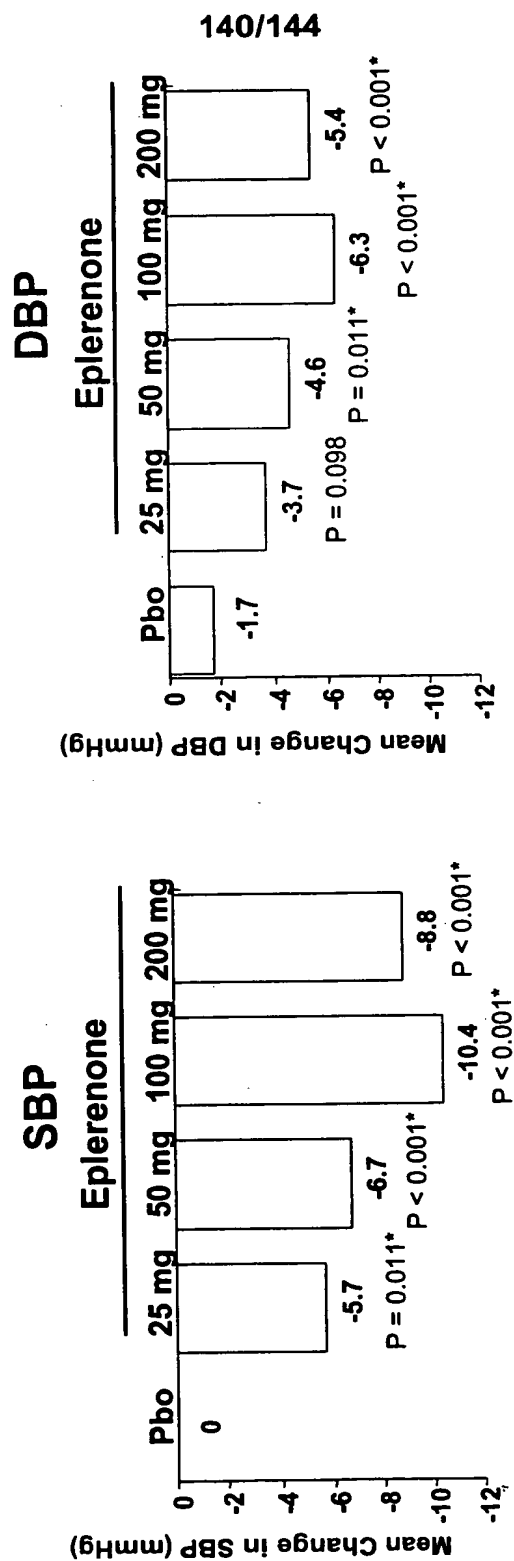 140/144
SBP
Eplerenone
Pbo 25 mg 50 mg 100 mg 200 mg
0
-2
-4
-6
-8
-10
-12
Mean Change in SBP (mmHg)
0
-5.7
P = 0.011*
-6.7
P < 0.001*
-10.4
P < 0.001*
-8.8
P < 0.001*
DBP
Eplerenone
Pbo 25 mg 50 mg 100 mg 200 mg
0
-2
-4
-6
-8
-10
-12
Mean Change in DBP (mmHg)
-1.7
-3.7
P = 0.098
-4.6
P = 0.011*
-6.3
P < 0.001*
-5.4
P < 0.001*